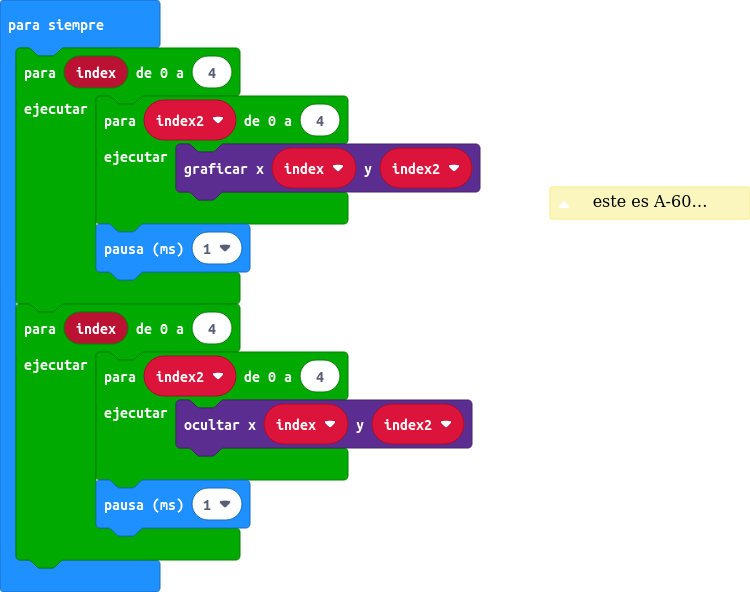 para siempre
para index de 0 a 4
ejecutar
para index2 de 0 a 4
ejecutar
graficar x index y index2
pausa (ms) 1
para index de 0 a 4
ejecutar
para index2 de 0 a 4
ejecutar
ocultar x index y index2
pausa (ms) 1
este es A-60...